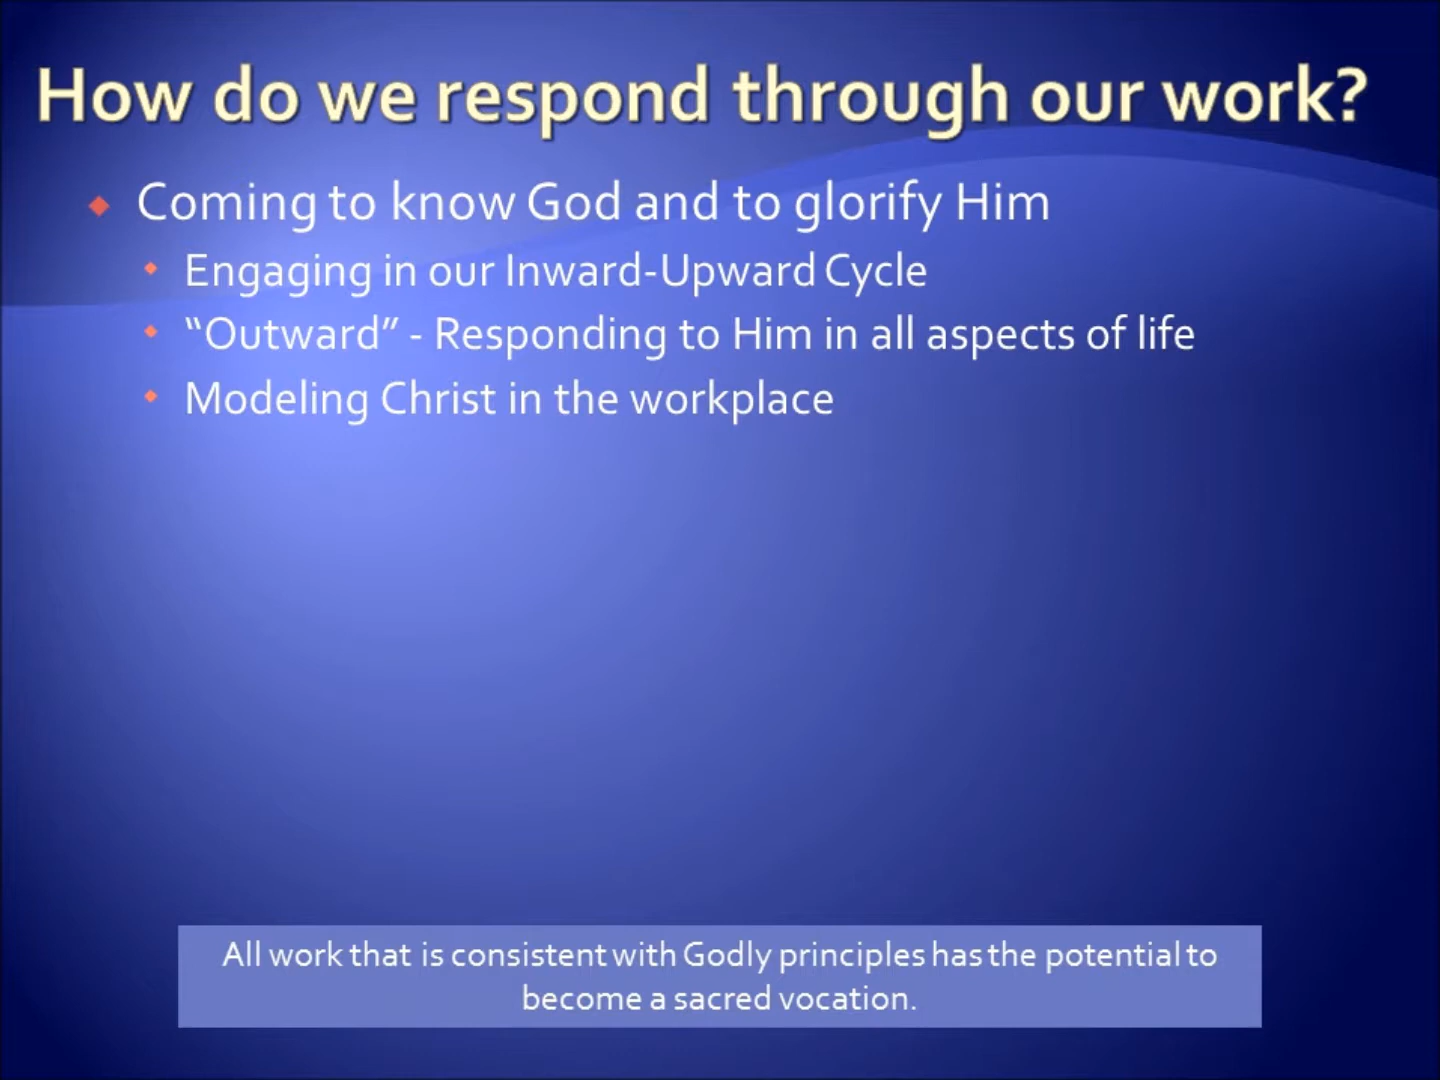 How do we respond through our work?
Coming to know God and to glorify Him
Engaging in our Inward-Upward Cycle
“Outward” - Responding to Him in all aspects of life
Modeling Christ in the workplace
All work that is consistent with Godly principles has the potential to
become a sacred vocation.